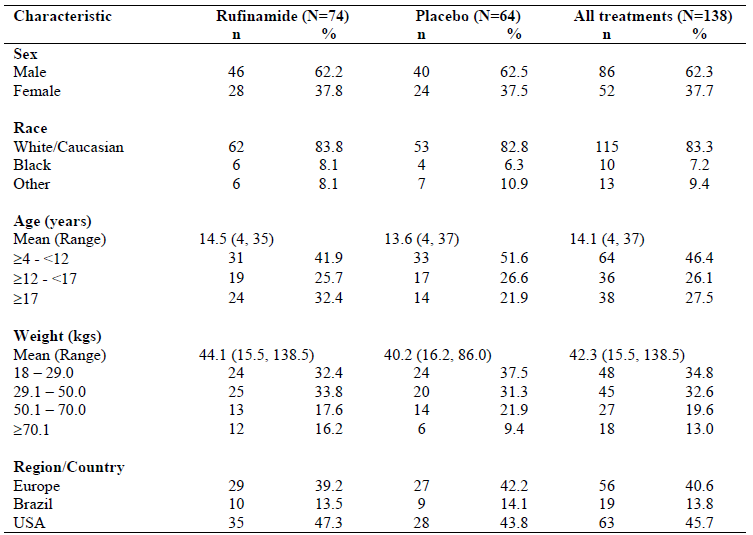 Characteristic Rufinamide (N=74) Placebo (N=64) All treatments (N=138)
n % n % n %
Sex
Male 46 62.2 40 62.5 86 62.3
Female 28 37.8 24 37.5 52 37.7
Race
White/Caucasian 62 83.8 53 82.8 115 83.3
Black 6 8.1 4 6.3 10 7.2
Other 6 8.1 7 10.9 13 9.4
Age (years)
Mean (Range) 14.5 (4, 35) 13.6 (4, 37) 14.1 (4, 37)
≥4 - <12 31 41.9 33 51.6 64 46.4
≥12 - <17 19 25.7 17 26.6 36 26.1
≥17 24 32.4 14 21.9 38 27.5
Weight (kgs)
Mean (Range) 44.1 (15.5, 138.5) 40.2 (16.2, 86.0) 42.3 (15.5, 138.5)
18 – 29.0 24 32.4 24 37.5 48 34.8
29.1 – 50.0 25 33.8 20 31.3 45 32.6
50.1 – 70.0 13 17.6 14 21.9 27 19.6
≥70.1 12 16.2 6 9.4 18 13.0
Region/Country
Europe 29 39.2 27 42.2 56 40.6
Brazil 10 13.5 9 14.1 19 13.8
USA 35 47.3 28 43.8 63 45.7